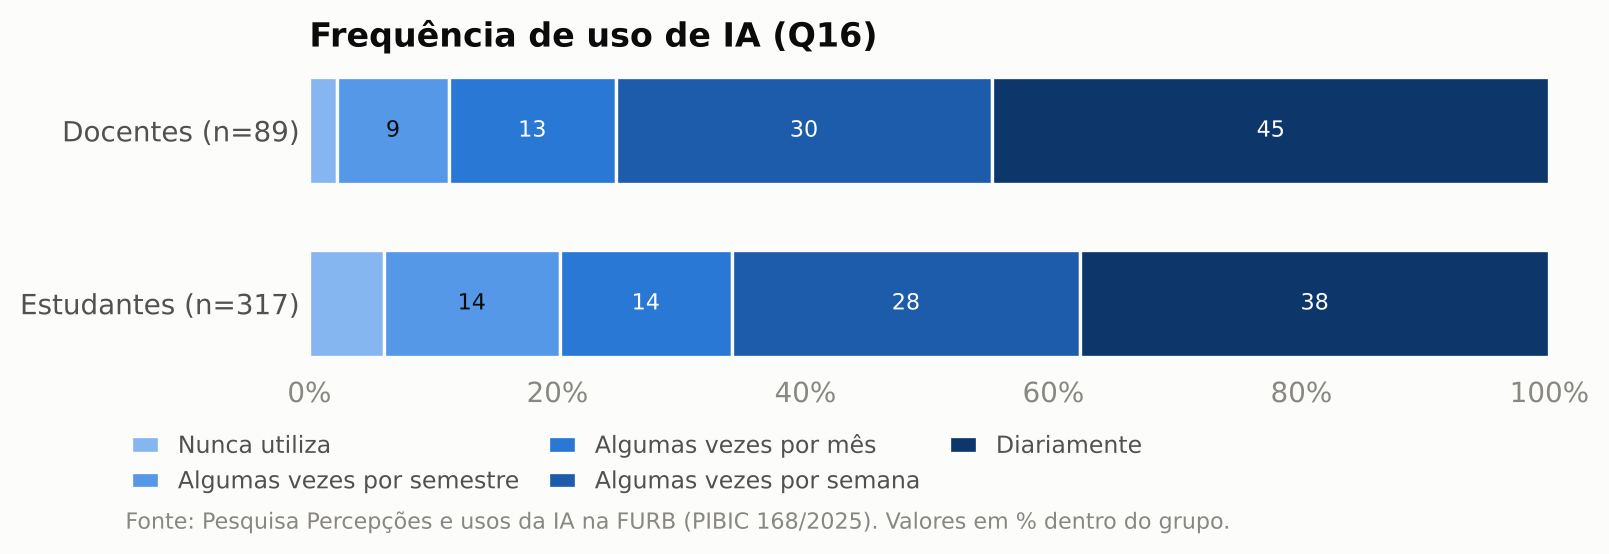 Frequência de uso de IA (Q16)
Docentes (n=89) 9 13 30 45
Estudantes (n=317) 14 14 28 38
0% 20% 40% 60% 80% 100%
Nunca utiliza Algumas vezes por mês Diariamente
Algumas vezes por semestre Algumas vezes por semana
Fonte: Pesquisa Percepções e usos da IA na FURB (PIBIC 168/2025). Valores em % dentro do grupo.